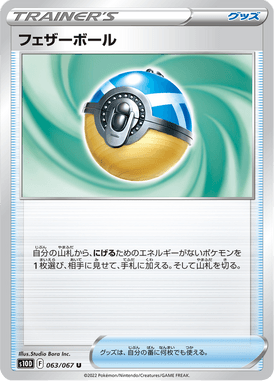 TRAINER'S グッズ
フェザーボール
自分の山札から、にげるためのエネルギーがないポケモンを
1枚選び、相手に見せて、手札に加える。そして山札を切る。
Illus. Studio Bora Inc.
s10D F 063/067 U
グッズは、自分の番に何枚でも使える。
©2022 Pokémon/Nintendo/Creatures/GAME FREAK.